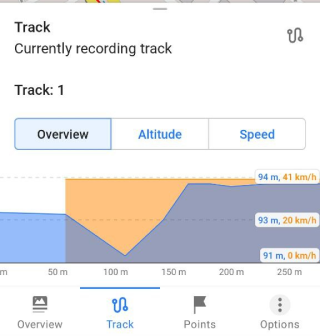 Track
Currently recording track
Track: 1
Overview Altitude Speed
94 m, 41 km/h
93 m, 20 km/h
91 m, 0 km/h
m 50 m 100 m 150 m 200 m 250 m
Overview Track Points Options